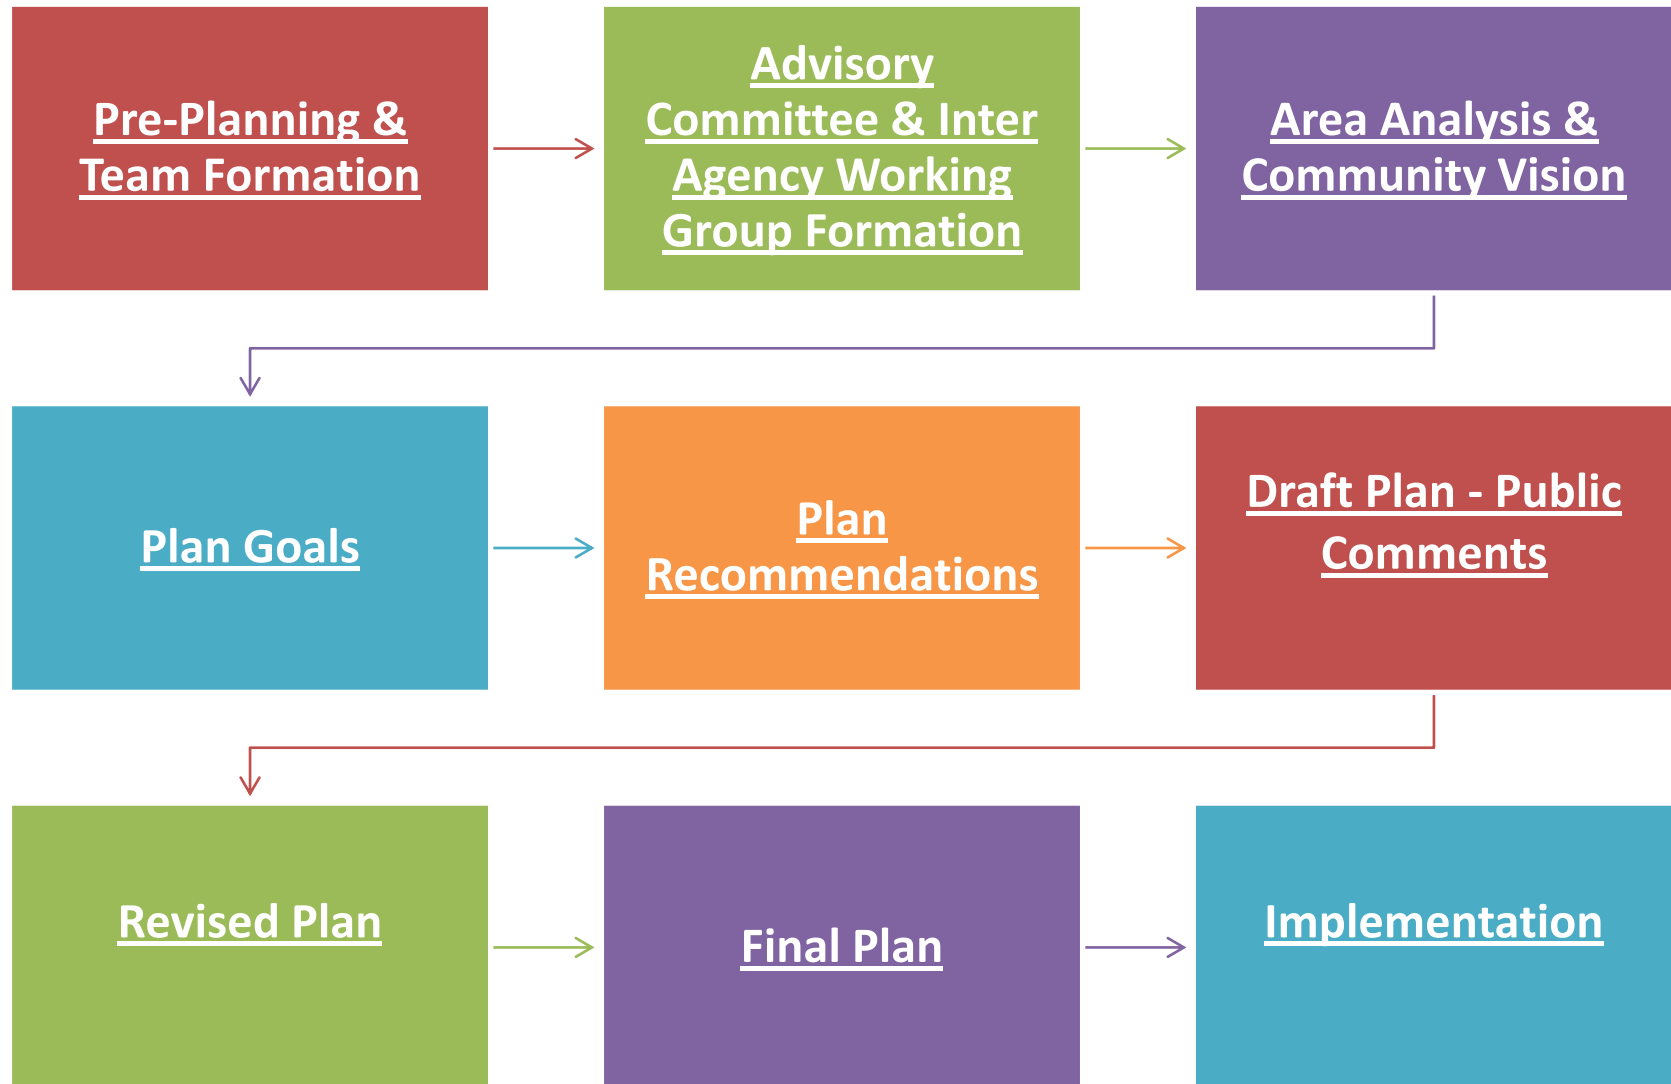 Pre-Planning &
Team Formation
Advisory
Committee & Inter
Agency Working
Group Formation
Area Analysis &
Community Vision
Plan Goals
Plan
Recommendations
Draft Plan - Public
Comments
Revised Plan
Final Plan
Implementation